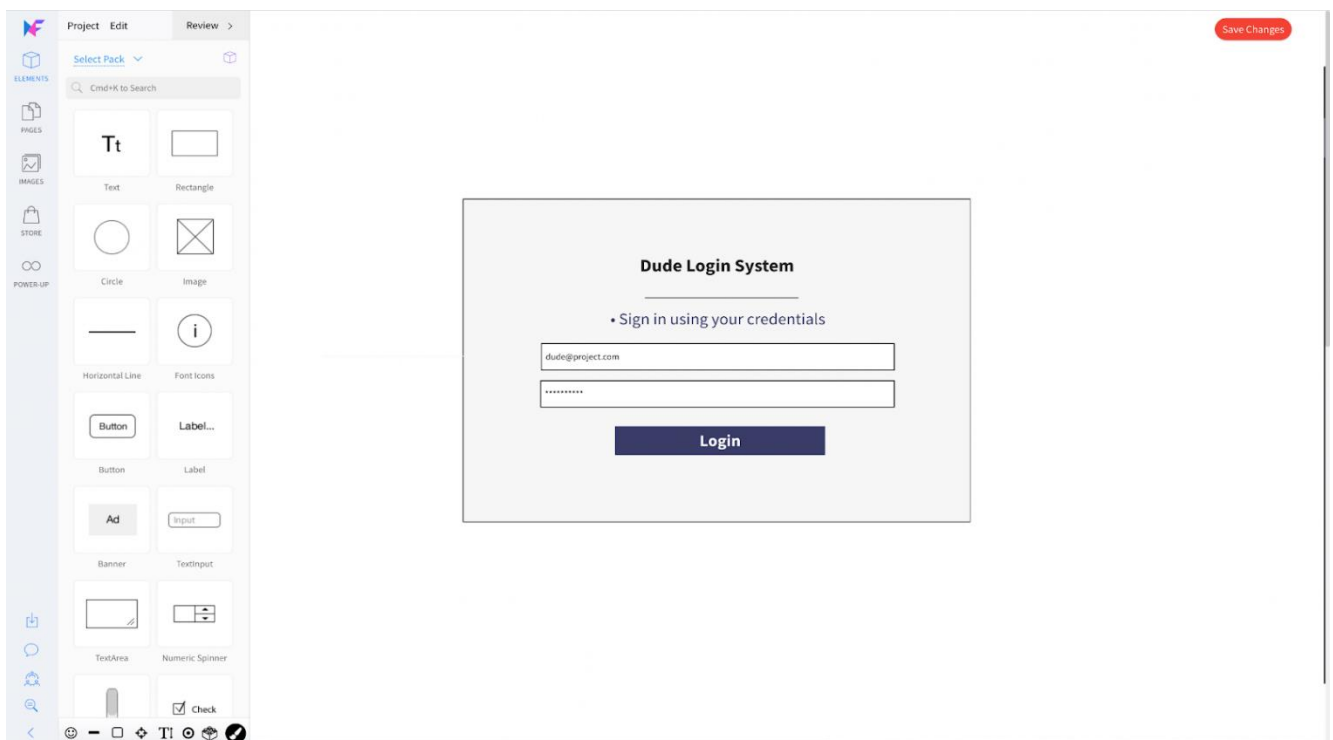 Project Edit Review >
Save Changes
Select Pack
ELEMENTS
Cmd+K to Search
PAGES
Tt
IMAGES
Text Rectangle
STORE
POWER-UP
Circle Image
i
Horizontal Line Font Icons
Button Label...
Button Label
Ad Input
Banner Textinput
TextArea Numeric Spinner
Check
TI
Dude Login System
• Sign in using your credentials
dude@project.com
••••••••••
Login